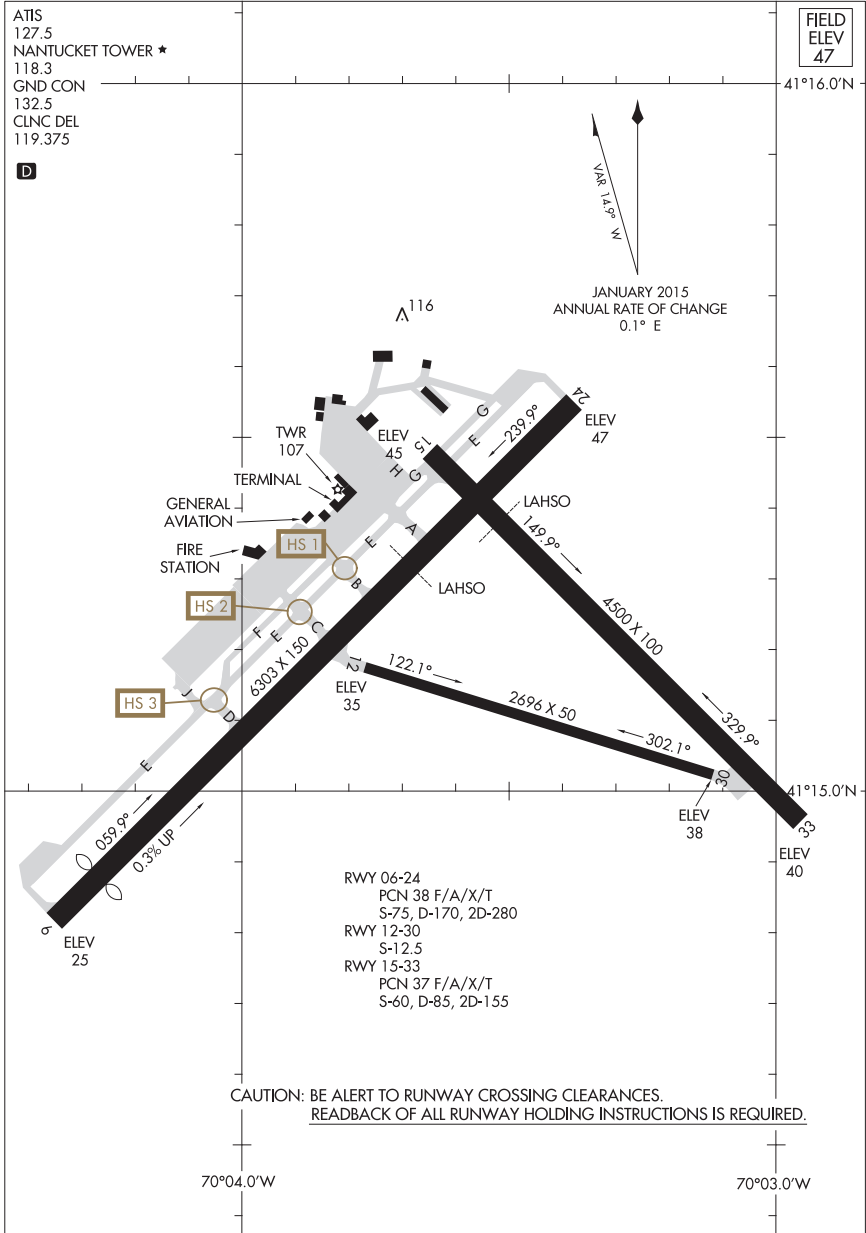 ATIS
127.5
NANTUCKET TOWER ★
118.3
GND CON
132.5
CLNC DEL
119.375
D
FIELD
ELEV
47
41°16.0'N
VAR 14.9° W
JANUARY 2015
ANNUAL RATE OF CHANGE
0.1° E
116
24
ELEV
47
239.9°
G
E
15
ELEV
45
H
G
TWR
107
TERMINAL
GENERAL
AVIATION
FIRE
STATION
HS 1
E
A
B
LAHSO
LAHSO
149.9°
4500 X 100
329.9°
HS 2
F
E
C
6303 X 150
12
ELEV
35
122.1°
2696 X 50
302.1°
30
ELEV
38
HS 3
J
D
E
41°15.0'N
33
ELEV
40
059.9°
0.3% UP
6
ELEV
25
RWY 06-24
PCN 38 F/A/X/T
S-75, D-170, 2D-280
RWY 12-30
S-12.5
RWY 15-33
PCN 37 F/A/X/T
S-60, D-85, 2D-155
CAUTION: BE ALERT TO RUNWAY CROSSING CLEARANCES.
READBACK OF ALL RUNWAY HOLDING INSTRUCTIONS IS REQUIRED.
70°04.0'W
70°03.0'W